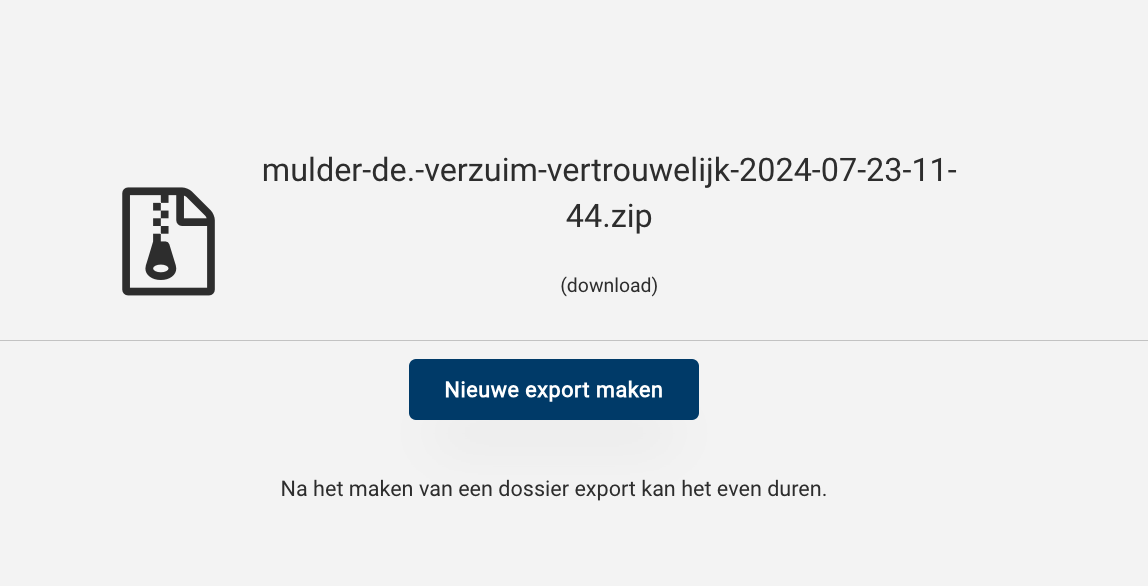 mulder-de.-verzuim-vertrouwelijk-2024-07-23-11-
44.zip
(download)
Nieuwe export maken
Na het maken van een dossier export kan het even duren.